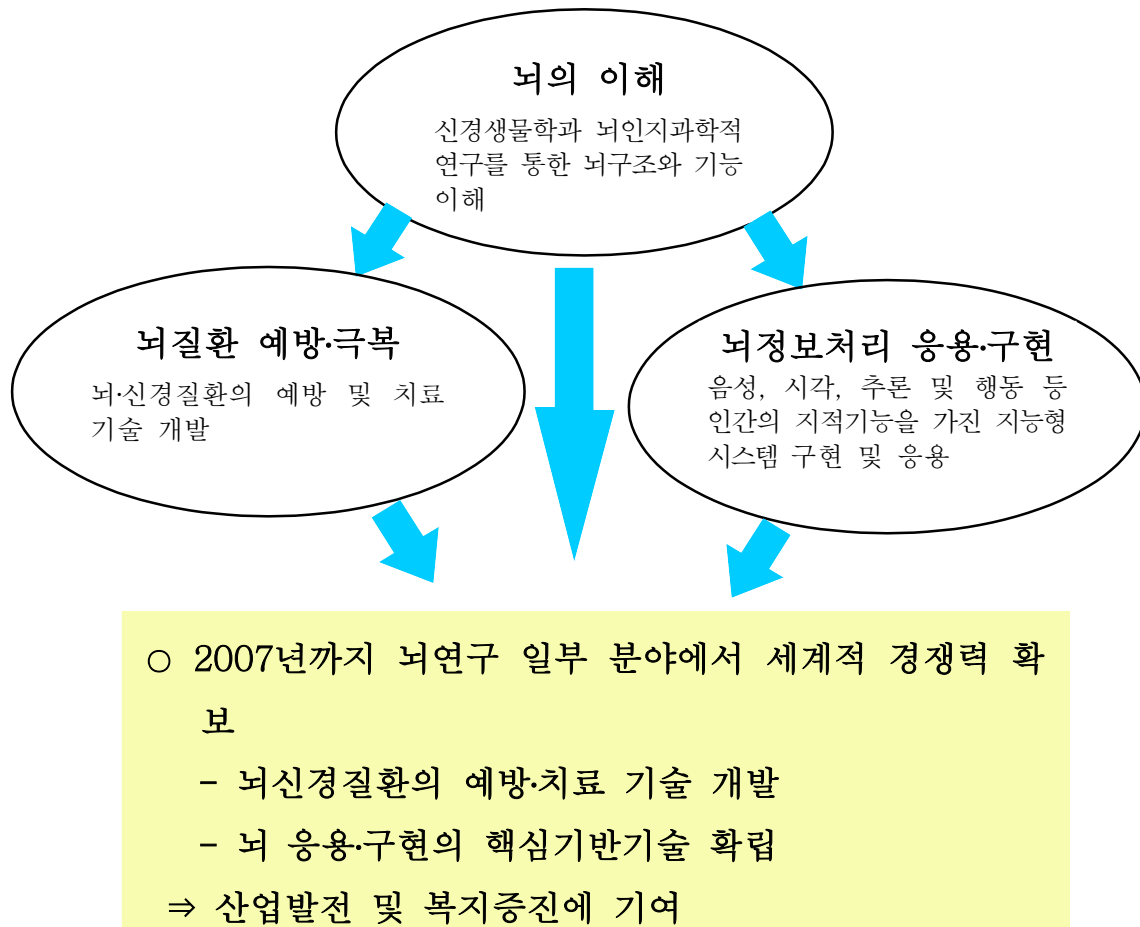 뇌의 이해
신경생물학과 뇌인지과학적
연구를 통한 뇌구조와 기능
이해
뇌질환 예방·극복
뇌·신경질환의 예방 및 치료
기술 개발
뇌정보처리 응용·구현
음성, 시각, 추론 및 행동 등
인간의 지적기능을 가진 지능형
시스템 구현 및 응용
○ 2007년까지 뇌연구 일부 분야에서 세계적 경쟁력 확
보
- 뇌신경질환의 예방·치료 기술 개발
- 뇌 응용·구현의 핵심기반기술 확립
⇒ 산업발전 및 복지증진에 기여